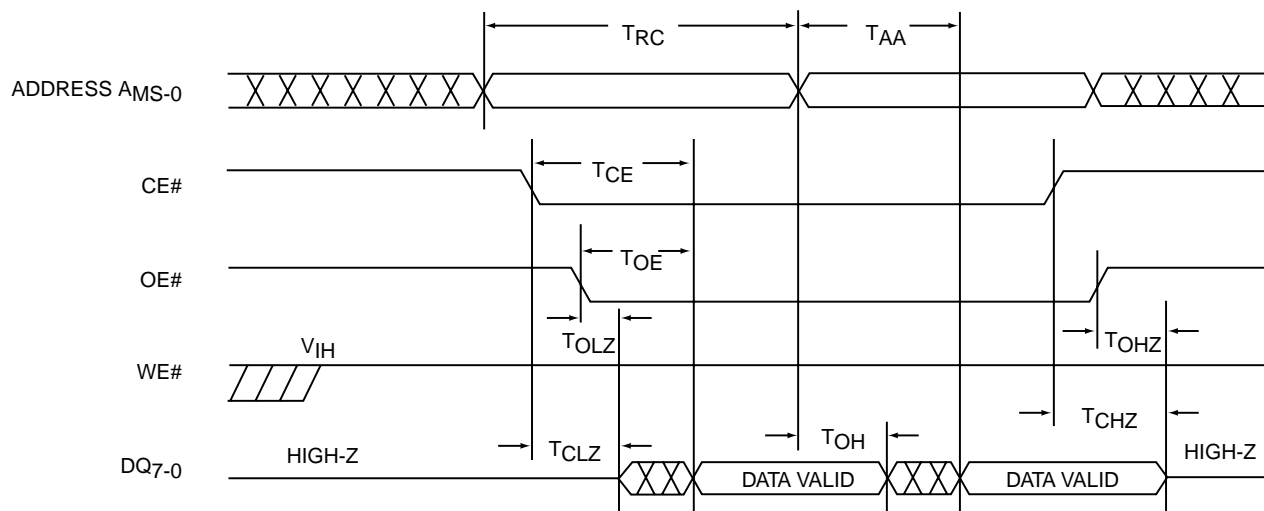 TRC TAA
ADDRESS AMS-0
TCE
CE#
TOE
OE#
TOLZ TOHZ
VIH
WE#
TCHZ
TCLZ TOH
HIGH-Z HIGH-Z
DQ7-0
DATA VALID DATA VALID